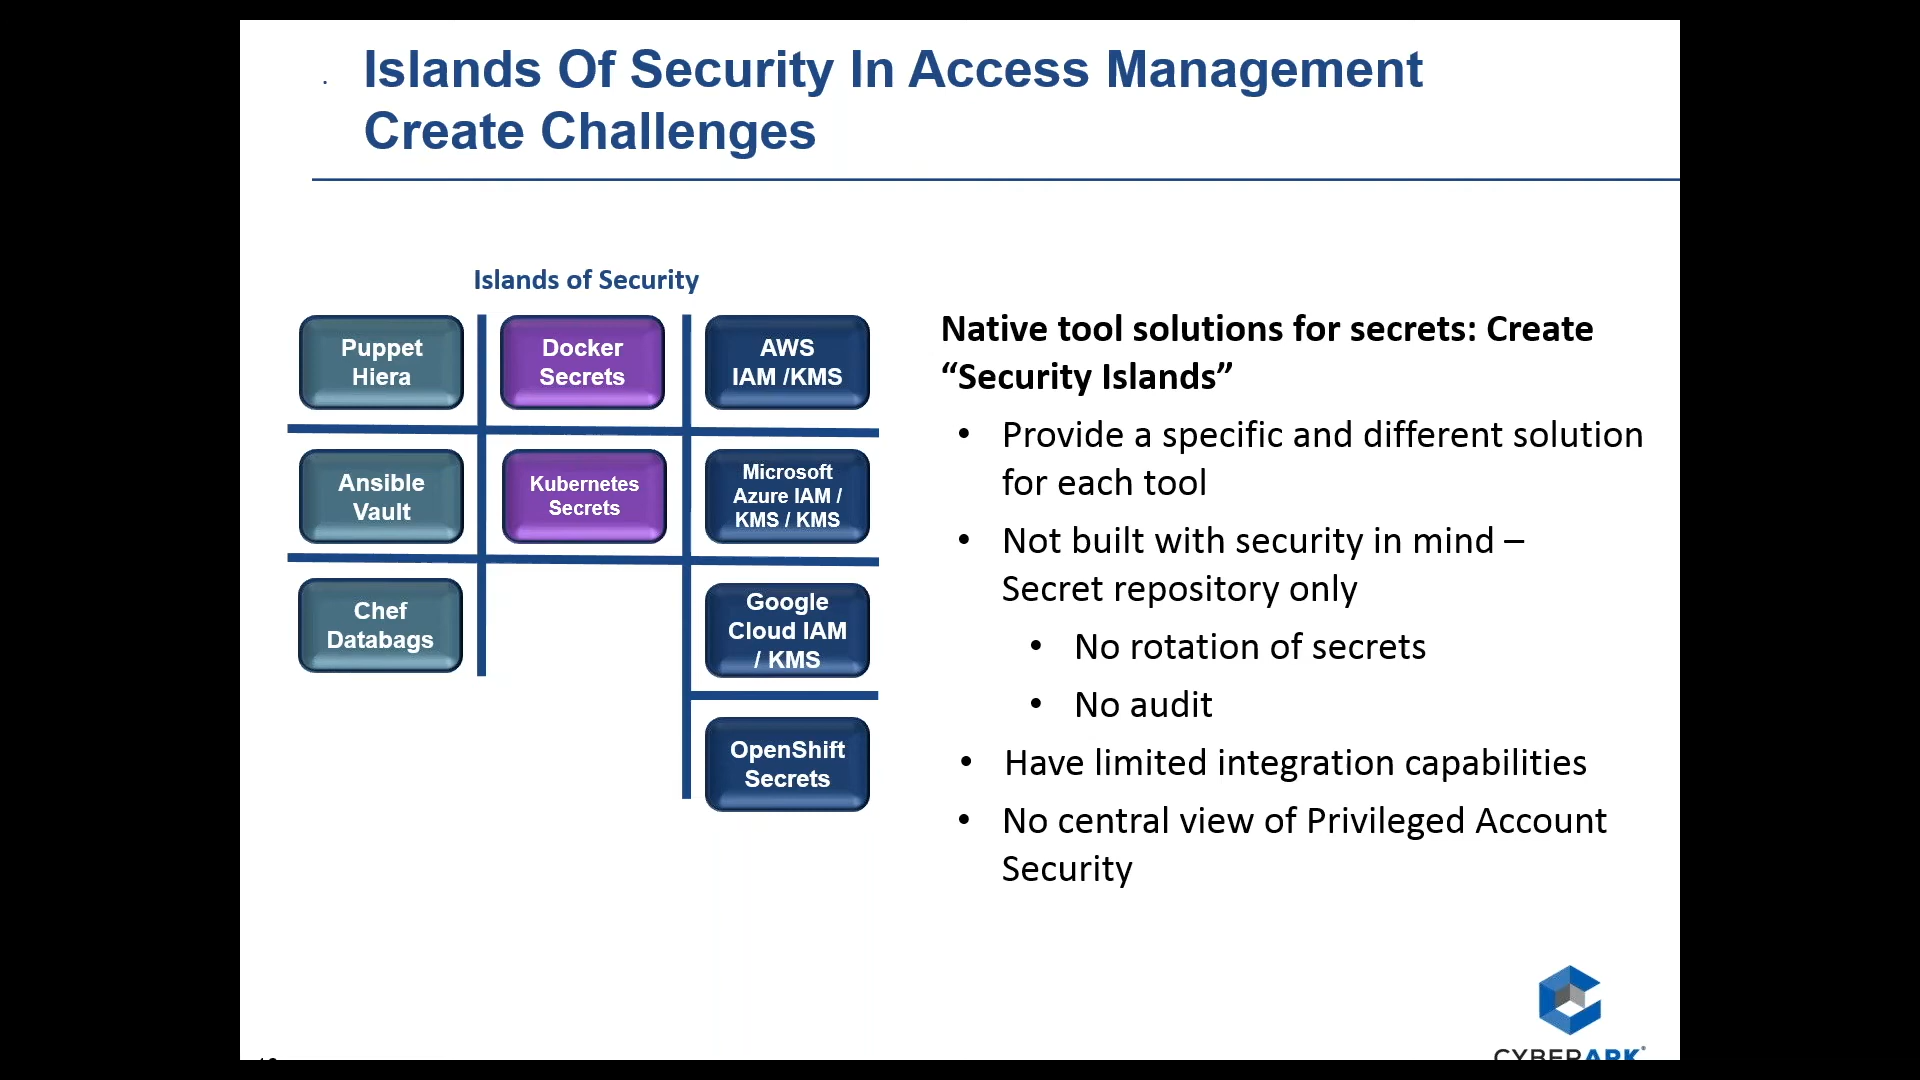 Islands Of Security In Access Management
Create Challenges
Islands of Security
Puppet
Hiera
Docker
Secrets
AWS
IAM /KMS
Ansible
Vault
Kubernetes
Secrets
Microsoft
Azure IAM /
KMS / KMS
Chef
Databags
Google
Cloud IAM
/ KMS
OpenShift
Secrets
Native tool solutions for secrets: Create
“Security Islands”
• Provide a specific and different solution
for each tool
• Not built with security in mind –
Secret repository only
• No rotation of secrets
• No audit
• Have limited integration capabilities
• No central view of Privileged Account
Security
CYBERARK®